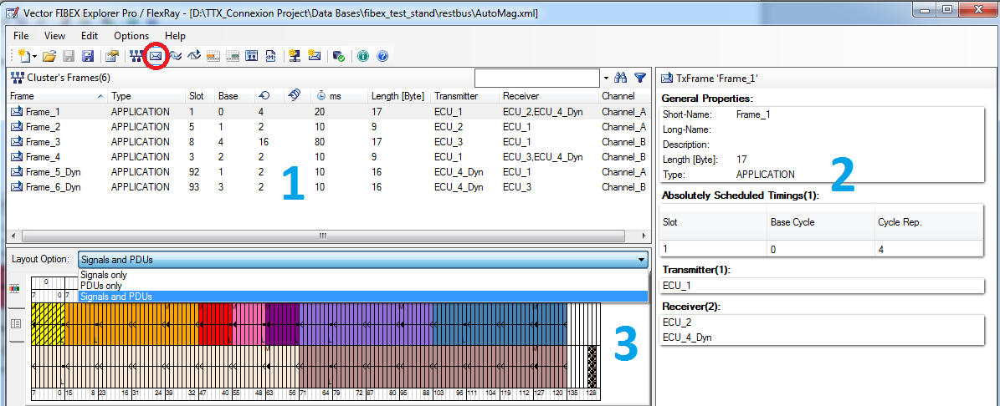 Vector FIBEX Explorer Pro / FlexRay - [D:\TTX_Connexion Project\Data Bases\fibex_test_stand\restbus\AutoMag.xml]
File View Edit Options Help
Cluster's Frames(6)
Frame Type Slot Base ms Length [Byte] Transmitter Receiver Channel
Frame_1 APPLICATION 1 0 4 20 17 ECU_1 ECU_2,ECU_4_Dyn Channel_A
Frame_2 APPLICATION 5 1 2 10 9 ECU_2 ECU_1 Channel_A
Frame_3 APPLICATION 8 4 16 80 17 ECU_3 ECU_1 Channel_B
Frame_4 APPLICATION 3 2 2 10 9 ECU_1 ECU_3,ECU_4_Dyn Channel_B
Frame_5_Dyn APPLICATION 92 1 2 10 16 ECU_4_Dyn ECU_1 Channel_A
Frame_6_Dyn APPLICATION 93 3 2 10 16 ECU_4_Dyn ECU_3 Channel_B
1
Layout Option: Signals and PDUs
Signals only
PDUs only
Signals and PDUs
0
7 0 7
M M M M
L L L L
3
M M M
L L
7 0 15 8 23 16 31 24 39 32 47 40 55 48 63 56 71 64 79 72 87 80 95 88 103 96 111 104 119 112 127 120 135 128
TxFrame 'Frame_1'
General Properties:
Short-Name: Frame_1
Long-Name:
Description:
Length [Byte]: 17
Type: APPLICATION
2
Absolutely Scheduled Timings(1):
Slot Base Cycle Cycle Rep.
1 0 4
Transmitter(1):
ECU_1
Receiver(2):
ECU_2
ECU_4_Dyn